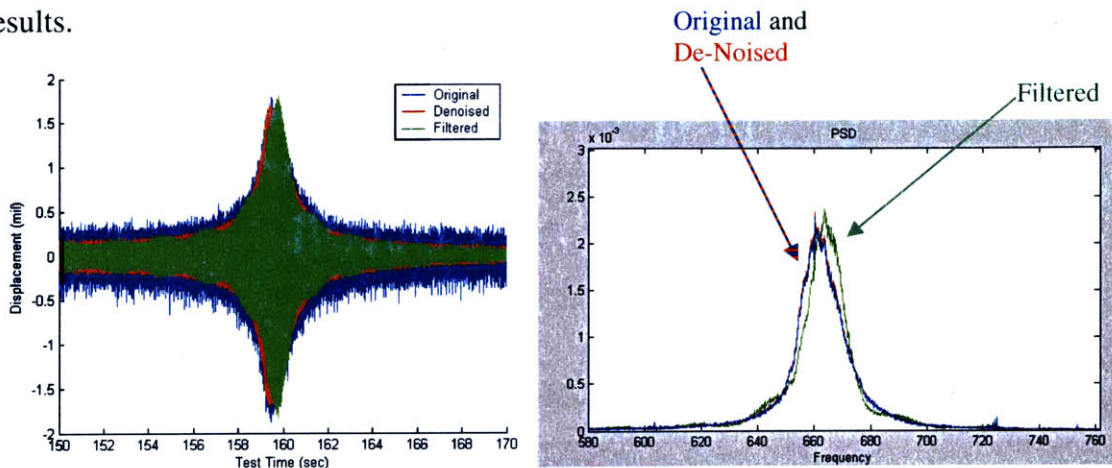 esults.
Original and
De-Noised
Filtered
Original
Denoised
Filtered
2
1.5
1
0.5
0
-0.5
-1
-1.5
-2
Displacement (mil)
150 152 154 156 158 160 162 164 166 168 170
Test Time (sec)
x 10-3
PSD
3
2.5
2
1.5
1
0.5
0
580 600 620 640 660 680 700 720 740 760
Frequency